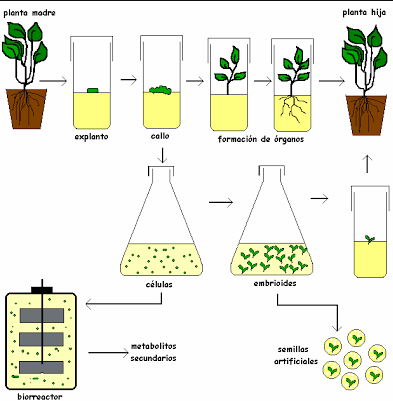 planta madre
planta hija
explanto
callo
formación de órganos
células
embrioides
metabolitos
secundarios
semillas
artificiales
biorreactor